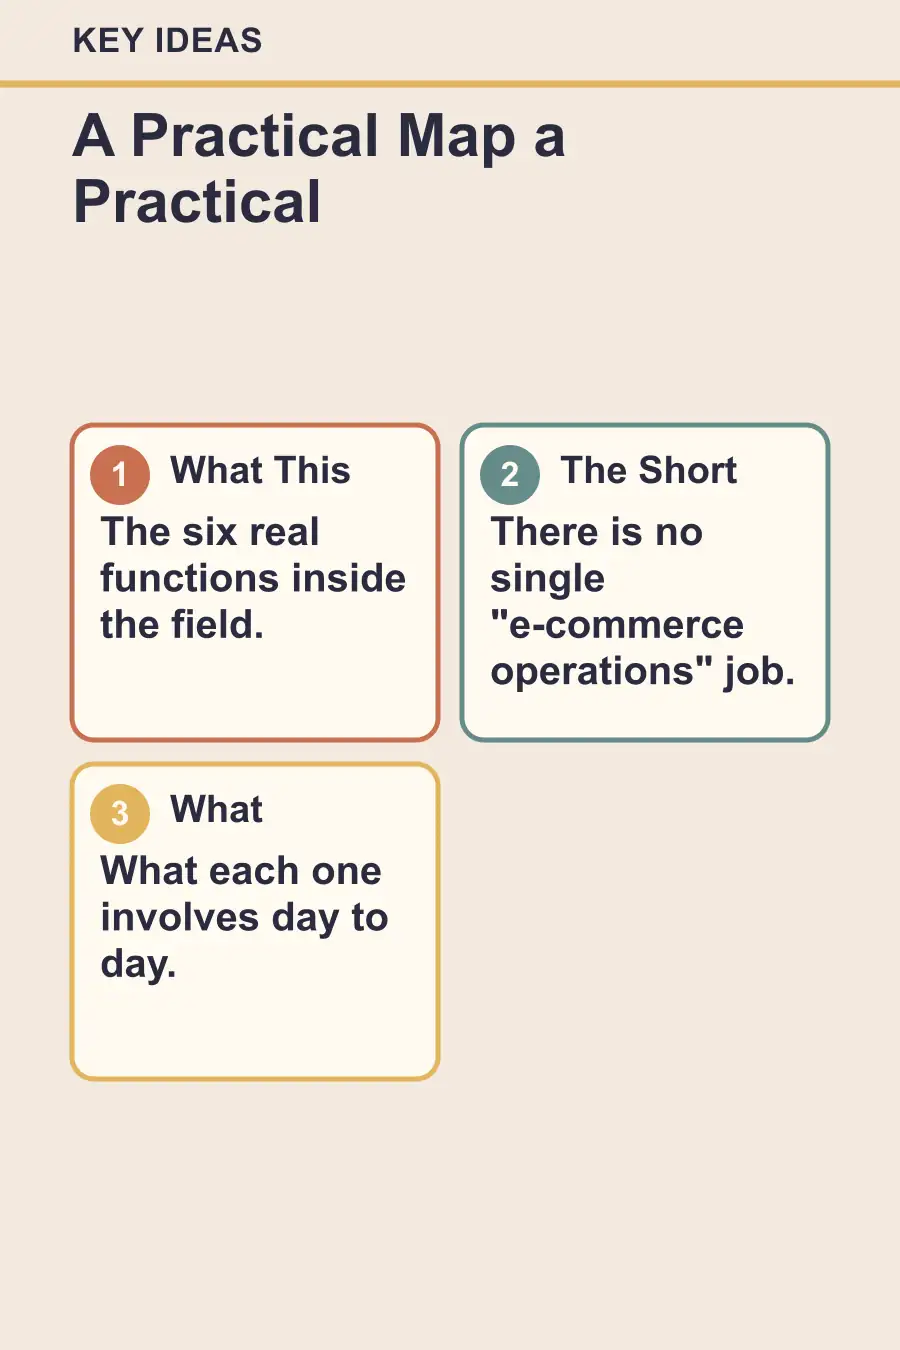 KEY IDEAS
A Practical Map a
Practical
1 What This
The six real
functions inside
the field.
2 The Short
There is no
single
"e-commerce
operations" job.
3 What
What each one
involves day to
day.